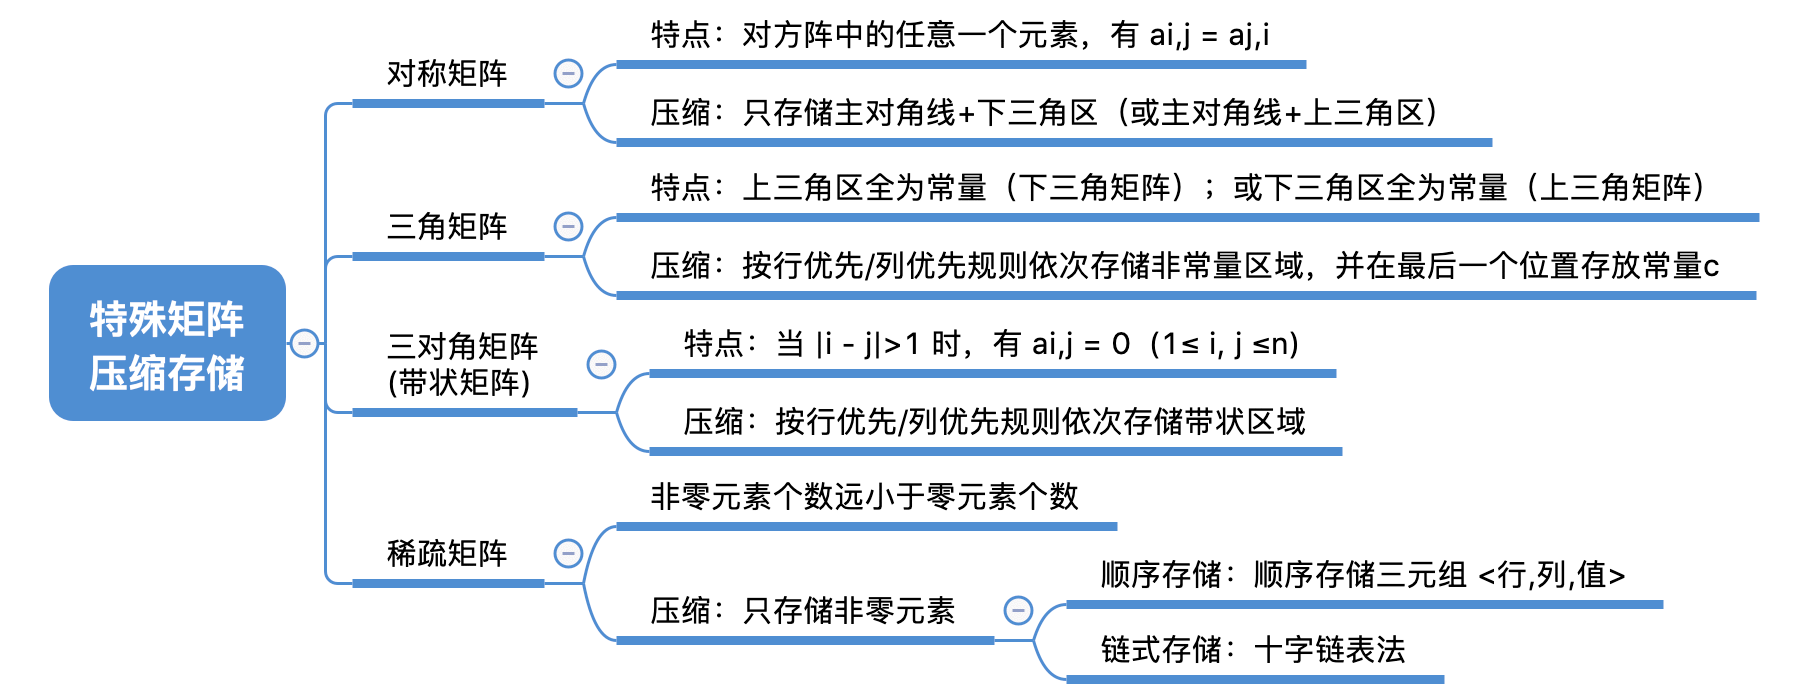 特殊矩阵
压缩存储
对称矩阵
特点：对方阵中的任意一个元素，有 ai,j = aj,i
压缩：只存储主对角线+下三角区（或主对角线+上三角区）
三角矩阵
特点：上三角区全为常量（下三角矩阵）；或下三角区全为常量（上三角矩阵）
压缩：按行优先/列优先规则依次存储非常量区域，并在最后一个位置存放常量c
三对角矩阵
(带状矩阵)
特点：当 |i - j|>1 时，有 ai,j = 0（1≤ i, j ≤n)
压缩：按行优先/列优先规则依次存储带状区域
稀疏矩阵
非零元素个数远小于零元素个数
压缩：只存储非零元素
顺序存储：顺序存储三元组 <行,列,值>
链式存储：十字链表法